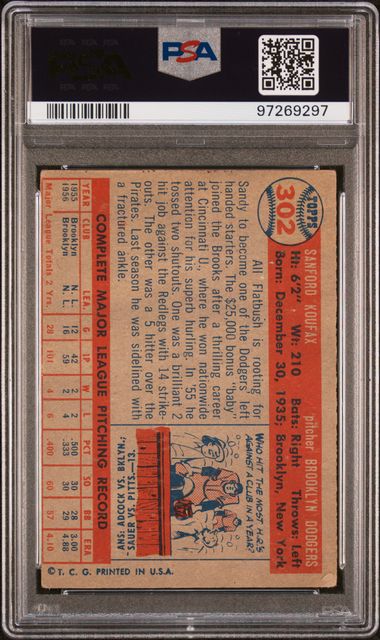 PSA
97269297
TOPPS
302
SANFORD KOUFAX
pitcher BROOKLYN DODGERS
Ht: 6'2" Wt: 210 Bats: Right Throws: Left
Born: December 30, 1935; Brooklyn, New York
All Flatbush is rooting for
Sandy to become one of the Dodgers' left
handed starters. The $25,000 bonus "baby"
joined the Brooks after a thrilling career
at Cincinnati U. where he won nationwide
attention for his superb hurling. In '55 he
tossed two shutouts. One was a brilliant 2
hit job against the Redlegs with 14 strike-
outs. The other was a 5 hitter over the
Pirates. Last season he was sidelined with
a fractured ankle.
WHO HIT THE MOST H.R.'S
AGAINST A CLUB IN A YEAR?
ANS: ADCOCK VS. BKLYN:
SAUER VS. PITTS.—13.
COMPLETE MAJOR LEAGUE PITCHING RECORD
YEAR CLUB LEA. G IP W L PCT SO BB ERA
1955 Brooklyn N. L. 12 42 2 2 .500 30 28 3.00
1956 Brooklyn N. L. 16 59 2 4 .333 30 29 4.88
Major League Totals 2 Yrs. 28 101 4 6 .400 60 57 4.10
© T. C. G. PRINTED IN U.S.A.